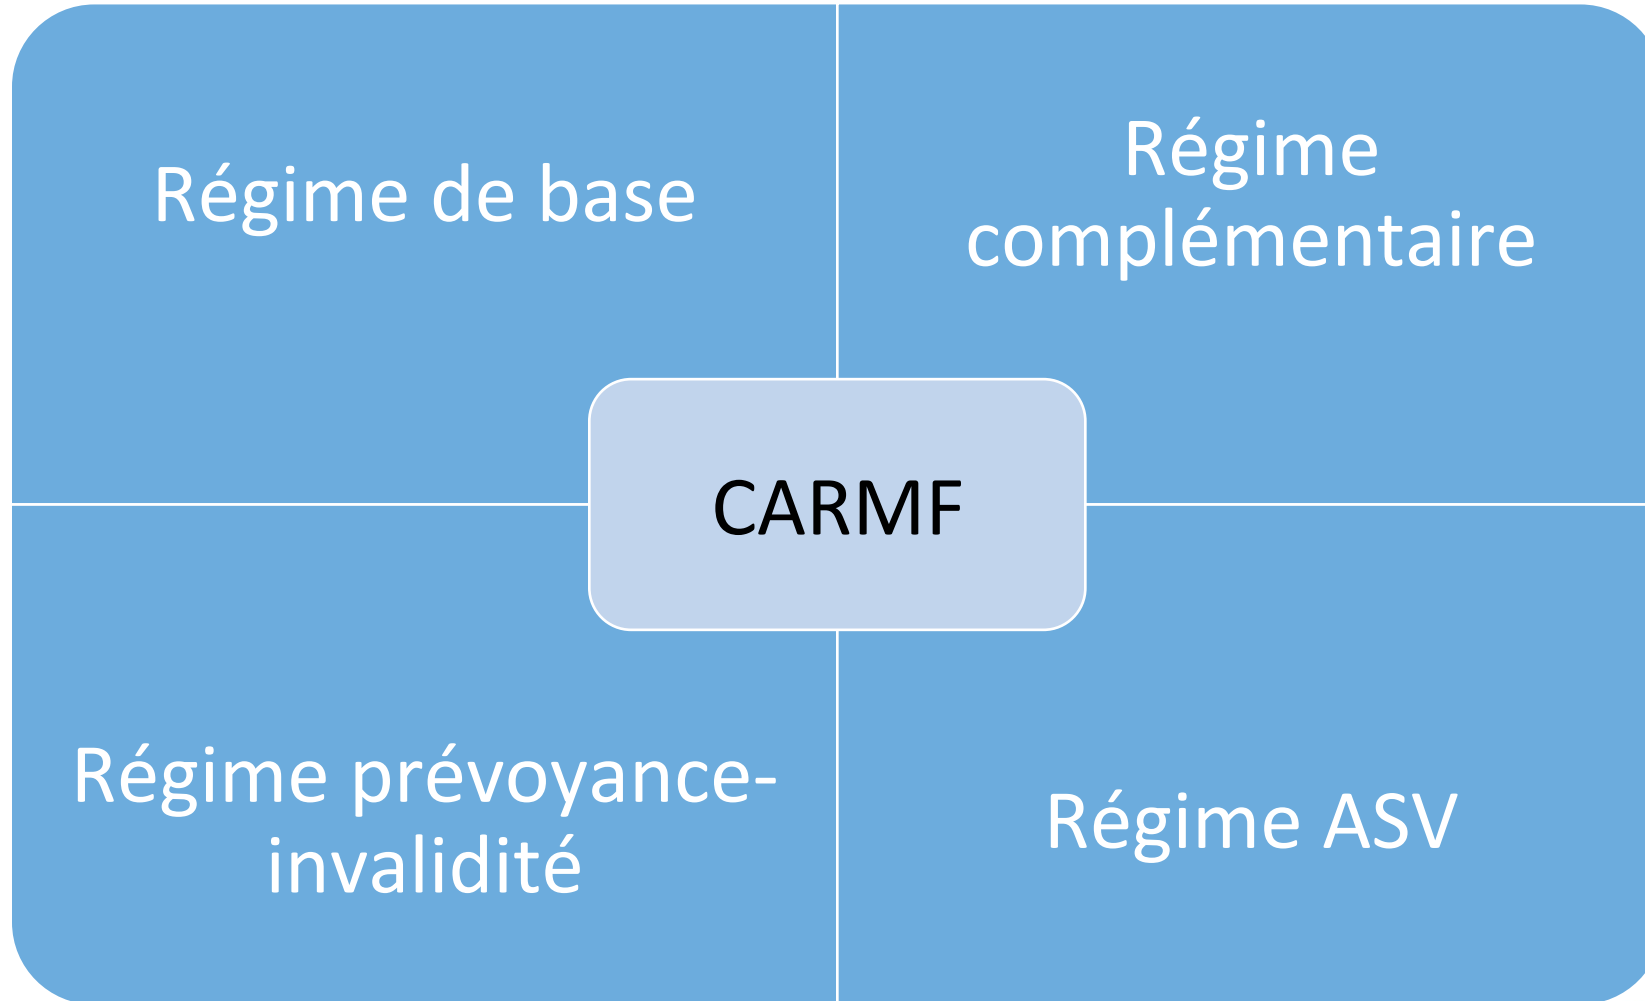 Régime de base
Régime
complémentaire
CARMF
Régime prévoyance-
invalidité
Régime ASV